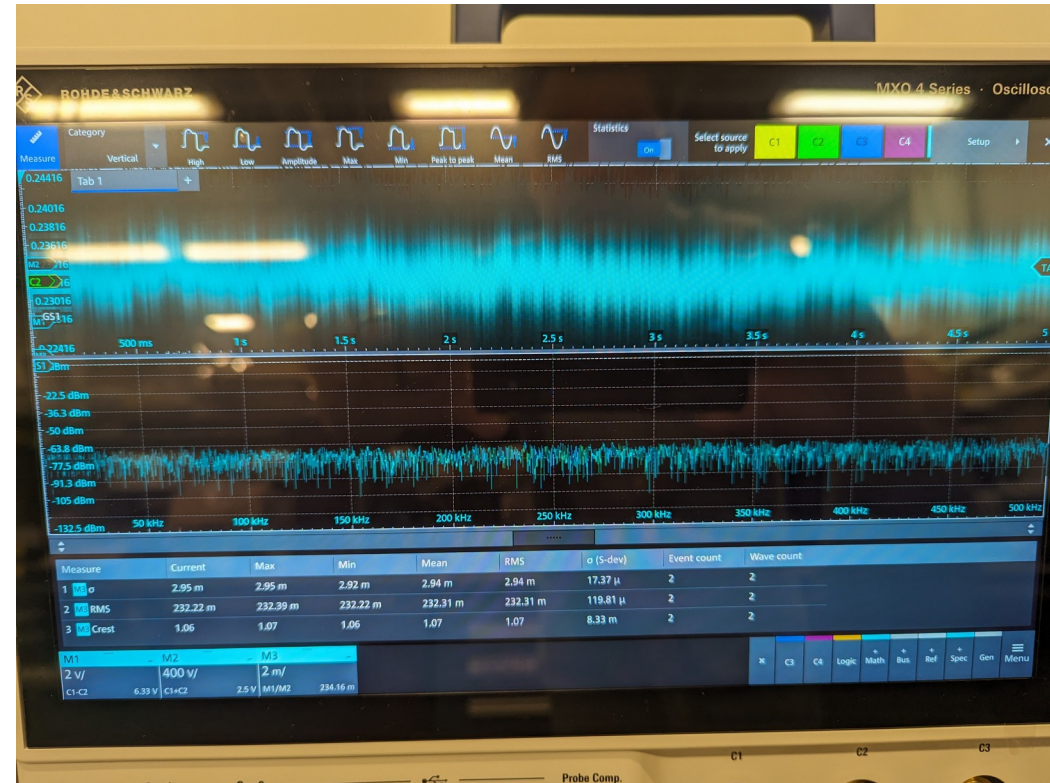 ROHDE&SCHWARZ
MXO 4 Series · Oscillosc
Measure
Category
Vertical
High
Low
Amplitude
Max
Min
Peak to peak
Mean
RMS
Statistics
On
Select source
to apply
C1
C2
C3
C4
Setup
0.24416
Tab 1
+
0.24016
0.23816
0.23616
M2
C2
0.23016
GS1
M1
0.22416
500 ms
1 s
1.5 s
2 s
2.5 s
3 s
3.5 s
4 s
4.5 s
5
TA
S1
dBm
-22.5 dBm
-36.3 dBm
-50 dBm
-63.8 dBm
-77.5 dBm
-91.3 dBm
-105 dBm
-132.5 dBm
50 kHz
100 kHz
150 kHz
200 kHz
250 kHz
300 kHz
350 kHz
400 kHz
450 kHz
500 kHz
Measure Current Max Min Mean RMS σ (S-dev) Event count Wave count
1 M3 σ 2.95 m 2.95 m 2.92 m 2.94 m 2.94 m 17.37 µ 2 2
2 M3 RMS 232.22 m 232.39 m 232.22 m 232.31 m 232.31 m 119.81 µ 2 2
3 M3 Crest 1.06 1.07 1.06 1.07 1.07 8.33 m 2 2
M1
2 V/
C1-C2 6.33 V
M2
400 V/
C1+C2 2.5 V
M3
2 m/
M1/M2 234.16 m
C3
C4
Logic
+ Math
+ Bus
+ Ref
+ Spec
Gen
Menu
C1
C2
C3
Probe Comp.